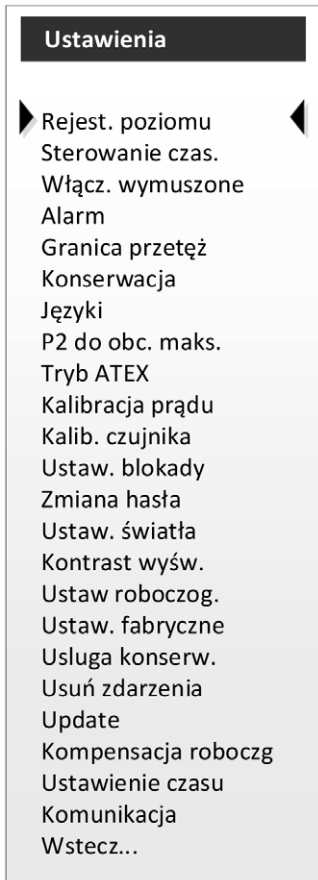 Ustawienia
Rejest. poziomu
Sterowanie czas.
Włącz. wymuszone
Alarm
Granica przetęż
Konserwacja
Języki
P2 do obc. maks.
Tryb ATEX
Kalibracja prądu
Kalib. czujnika
Ustaw. blokady
Zmiana hasła
Ustaw. światła
Kontrast wyśw.
Ustaw roboczog.
Ustaw. fabryczne
Usluga konserw.
Usuń zdarzenia
Update
Kompensacja roboczg
Ustawienie czasu
Komunikacja
Wstecz...